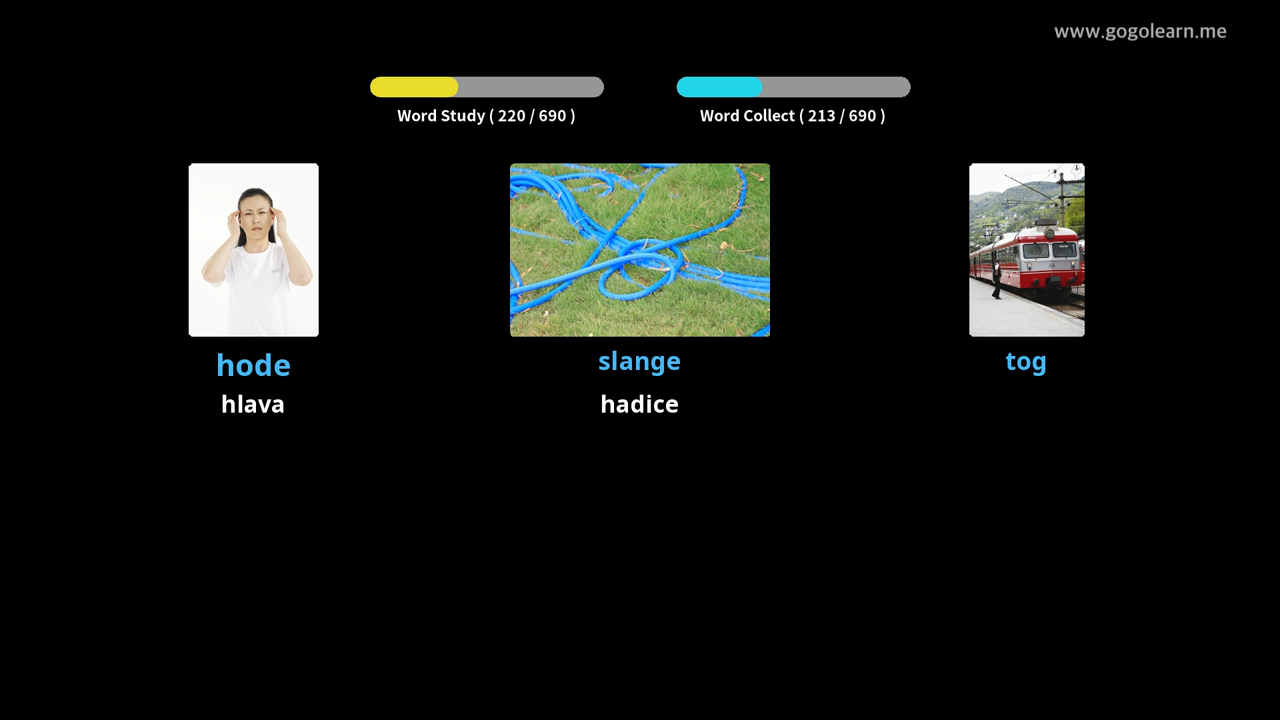 www.gogolearn.me
Word Study ( 220 / 690 )
Word Collect ( 213 / 690 )
hode
slange
tog
hlava
hadice